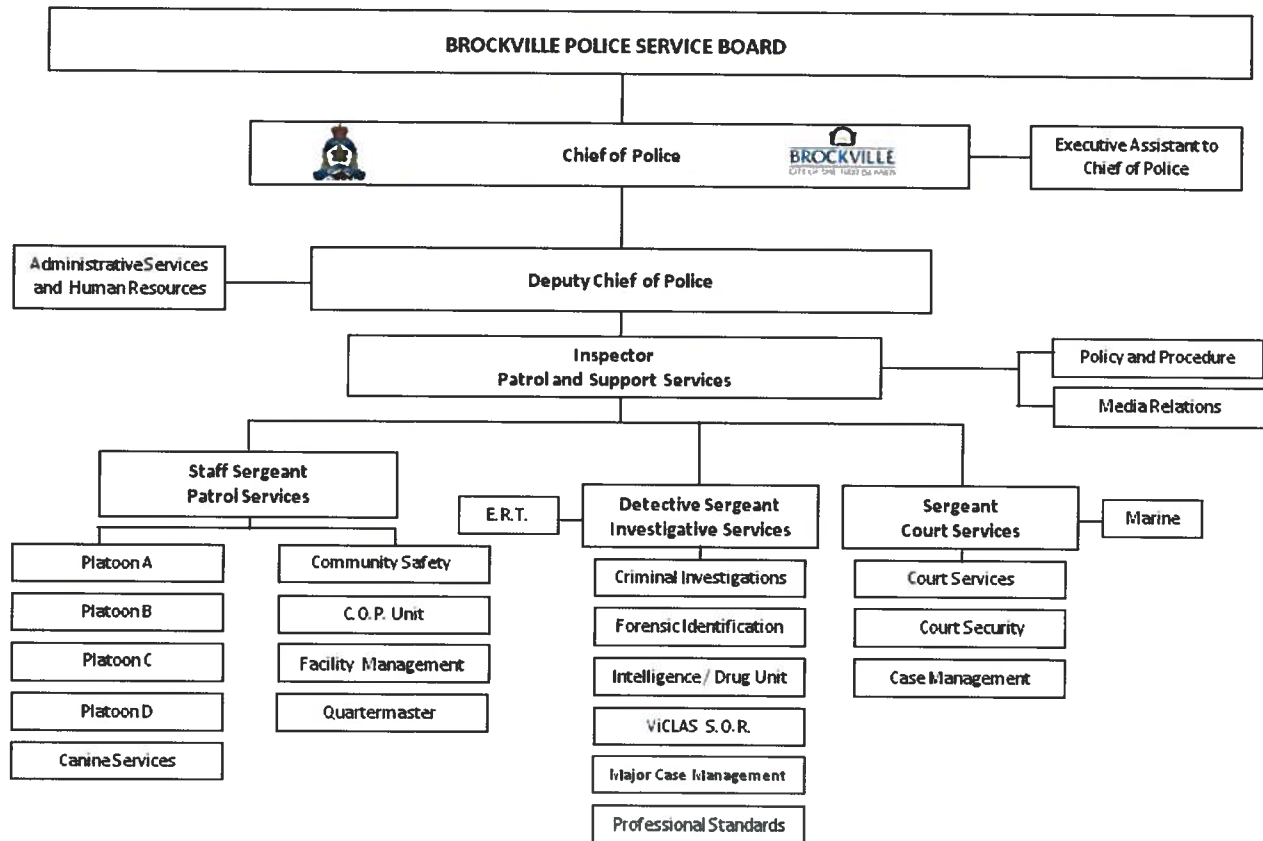 BROCKVILLE POLICE SERVICE BOARD
Chief of Police
BROCKVILLE
Executive Assistant to
Chief of Police
Administrative Services
and Human Resources
Deputy Chief of Police
Inspector
Patrol and Support Services
Policy and Procedure
Media Relations
Staff Sergeant
Patrol Services
E.R.T.
Detective Sergeant
Investigative Services
Sergeant
Court Services
Marine
Platoon A
Platoon B
Platoon C
Platoon D
Canine Services
Community Safety
C.O.P. Unit
Facility Management
Quartermaster
Criminal Investigations
Forensic Identification
Intelligence / Drug Unit
ViCLAS S.O.R.
Major Case Management
Professional Standards
Court Services
Court Security
Case Management